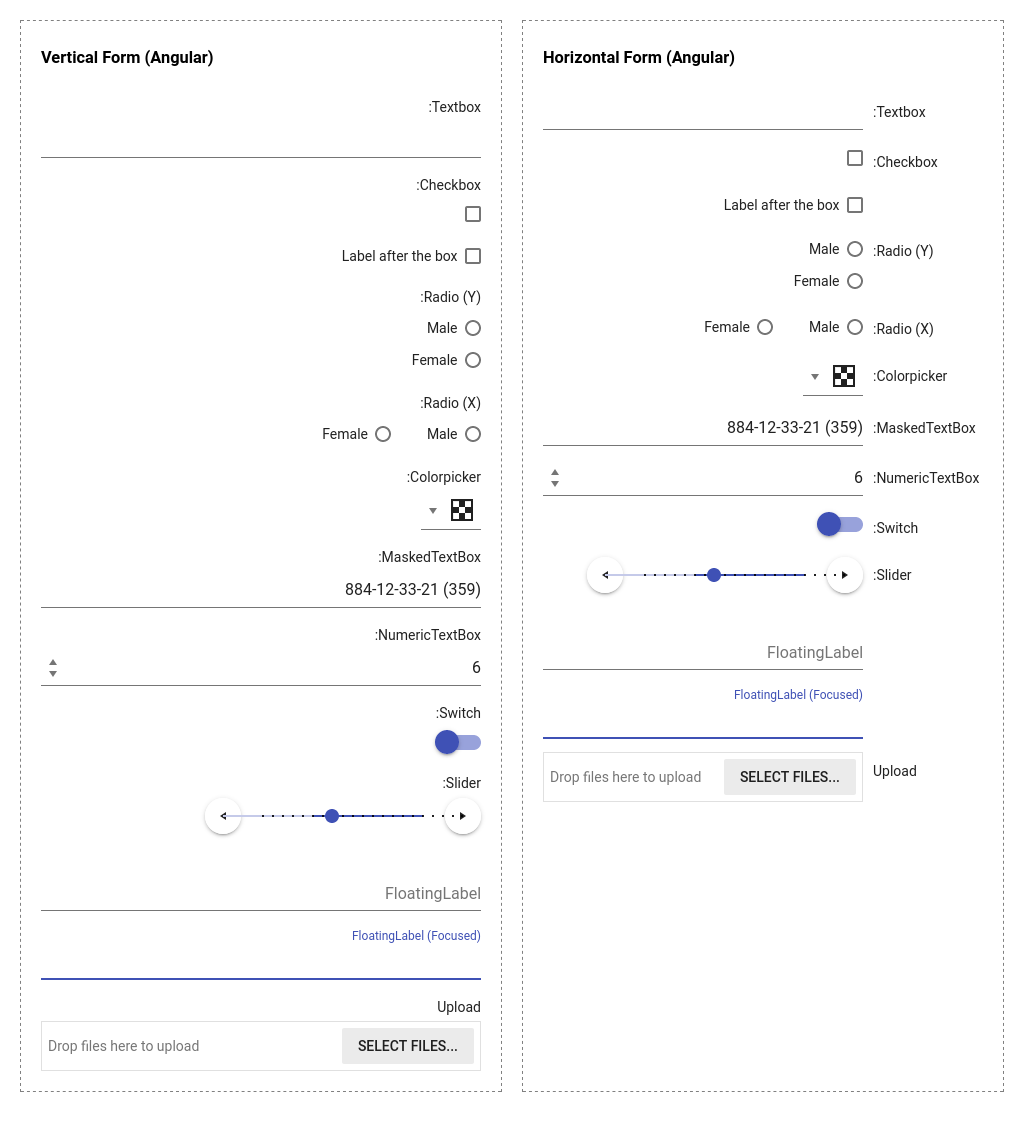 Vertical Form (Angular)
:Textbox
:Checkbox
Label after the box
:Radio (Y)
Male
Female
:Radio (X)
Female Male
:Colorpicker
:MaskedTextBox
884-12-33-21 (359)
:NumericTextBox
6
:Switch
:Slider
FloatingLabel
FloatingLabel (Focused)
Upload
Drop files here to upload SELECT FILES...
Horizontal Form (Angular)
:Textbox
:Checkbox
Label after the box
Male :Radio (Y)
Female
Female Male :Radio (X)
:Colorpicker
884-12-33-21 (359) :MaskedTextBox
6 :NumericTextBox
:Switch
:Slider
FloatingLabel
FloatingLabel (Focused)
Drop files here to upload SELECT FILES... Upload